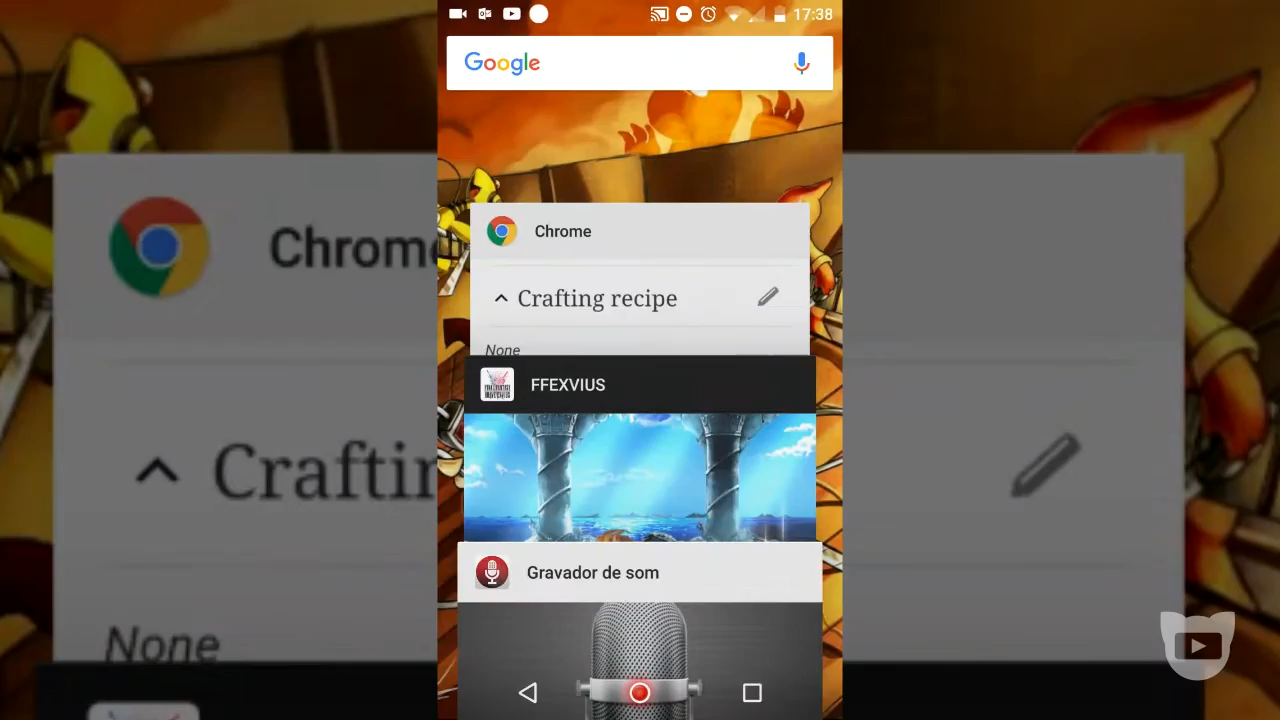 17:38
Google
Chrome
Crafting recipe
None
FFEXVIUS
Gravador de som
Chrome
Craftin
None